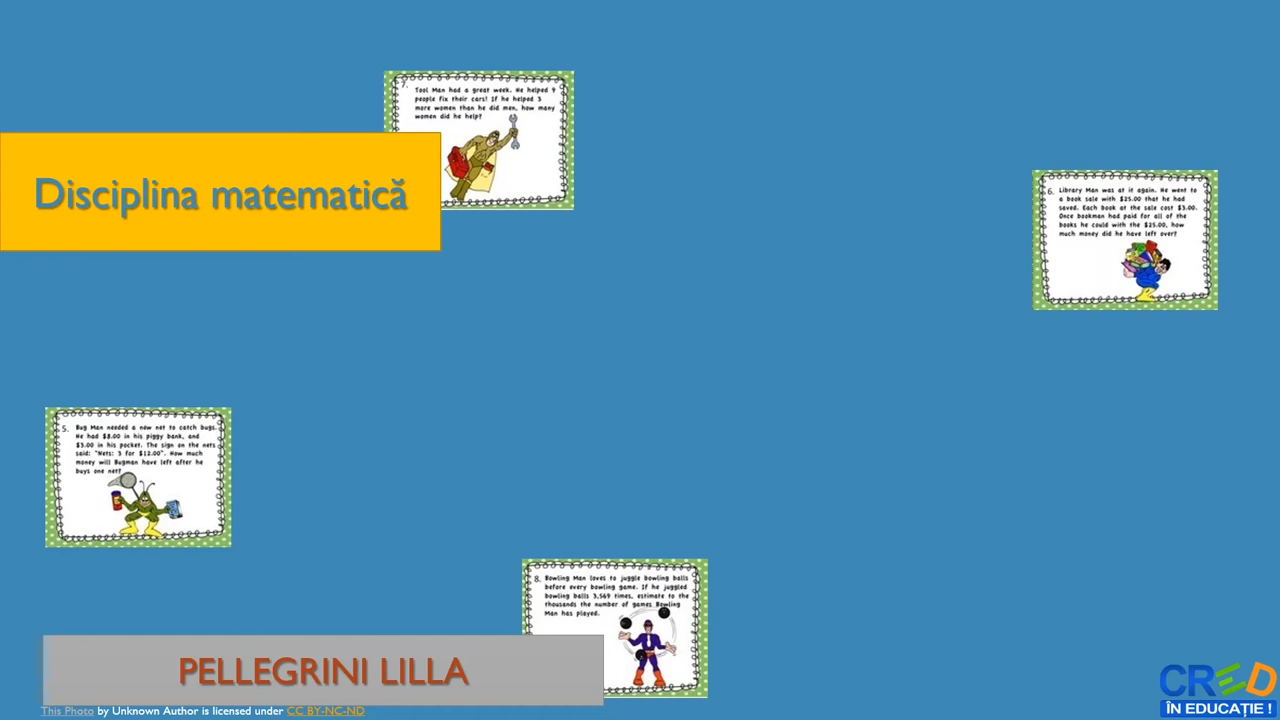 7. Tool Man had a great week. He helped 9
people fix their cars! If he helped 3
more women than he did men, how many
women did he help?
Disciplina matematică
6. Library Man was at it again. He went to
a book sale with $25.00 that he had
saved. Each book at the sale cost $3.00.
Once bookman had paid for all of the
books he could with the $25.00, how
much money did he have left over?
5. Bug Man needed a new net to catch bugs.
He had $8.00 in his piggy bank, and
$3.00 in his pocket. The sign on the nets
said: "Nets: 3 for $12.00". How much
money will Bugman have left after he
buys one net?
8. Bowling Man loves to juggle bowling balls
before every bowling game. If he juggled
bowling balls 3,569 times, estimate to the
thousands the number of games Bowling
Man has played.
PELLEGRINI LILLA
This Photo by Unknown Author is licensed under CC BY-NC-ND
CRED
ÎN EDUCAȚIE !